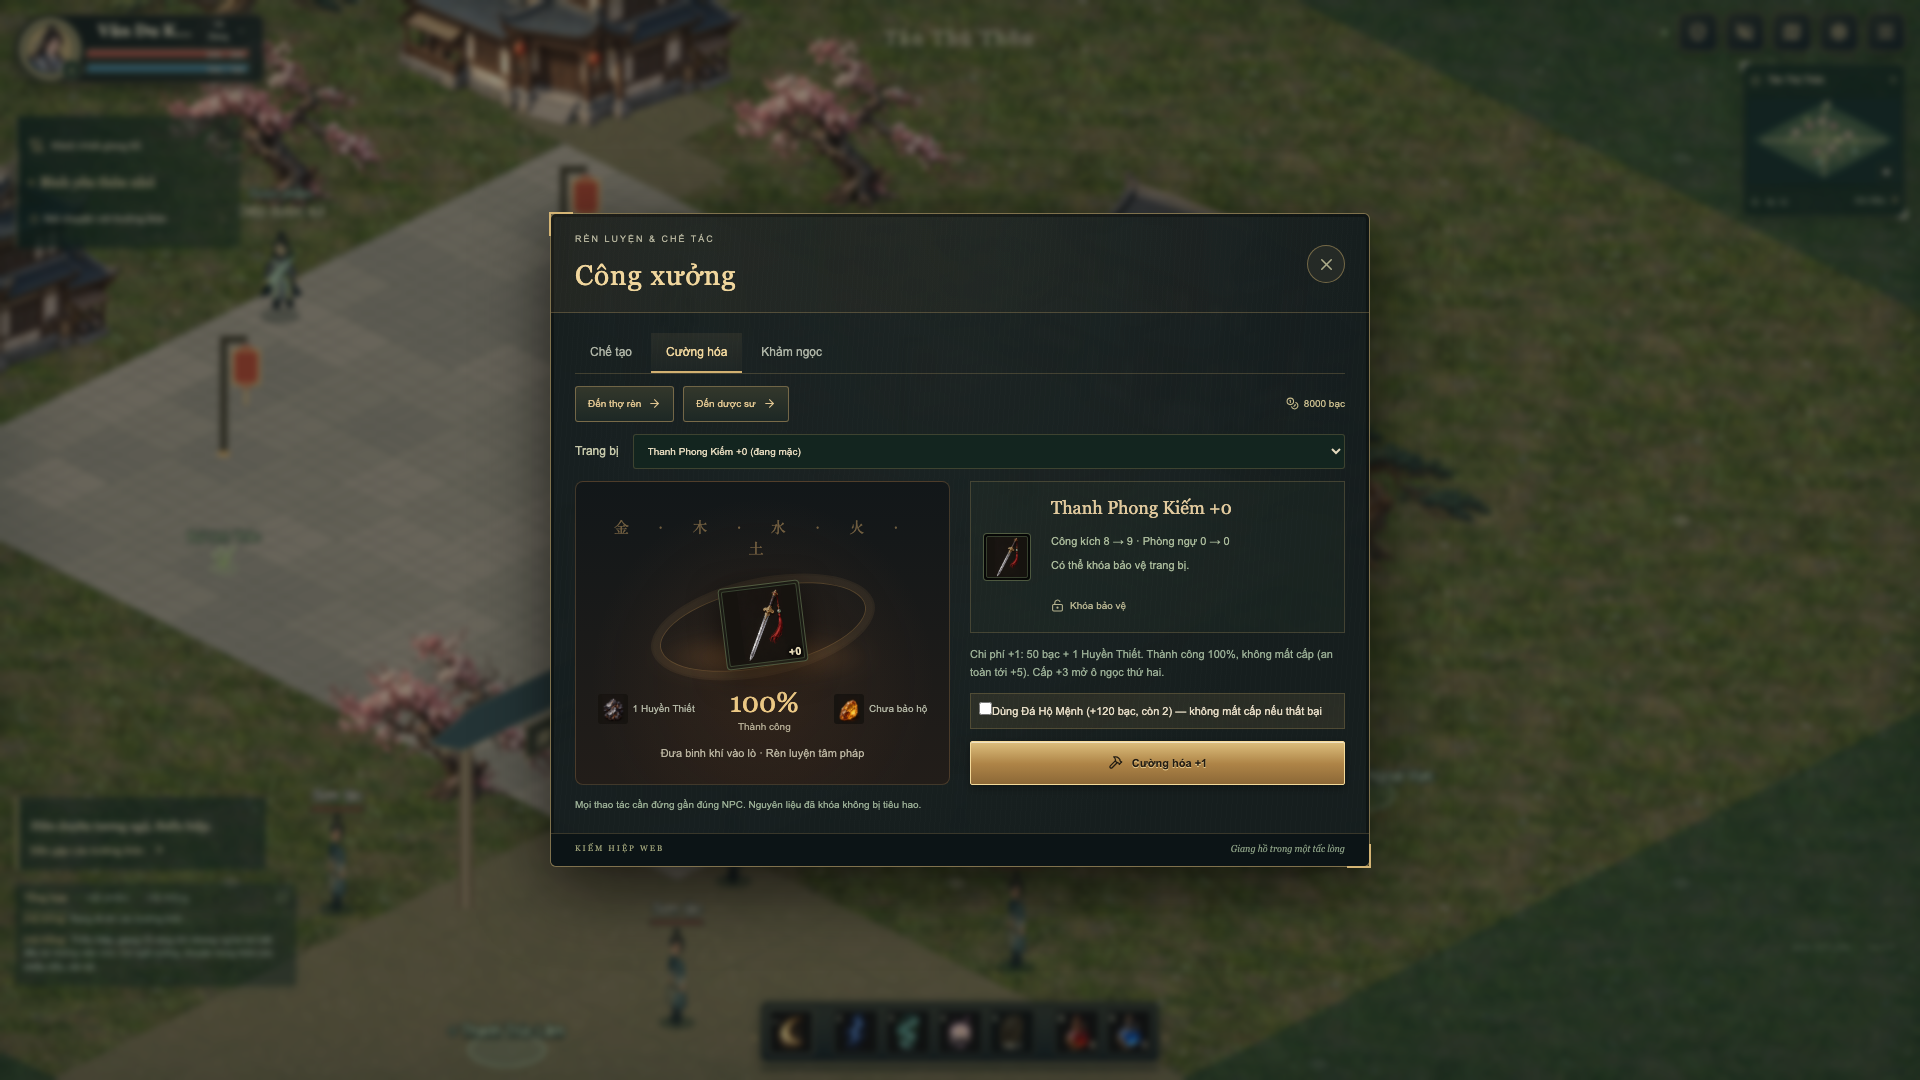 RÈN LUYỆN & CHẾ TÁC
Công xưởng
Chế tạo
Cường hóa
Khảm ngọc
Đến thợ rèn
Đến dược sư
8000 bạc
Trang bị
Thanh Phong Kiếm +0 (đang mặc)
金 · 木 · 水 · 火 ·
土
+0
1 Huyền Thiết
100%
Thành công
Chưa bảo hộ
Đưa binh khí vào lò · Rèn luyện tâm pháp
Thanh Phong Kiếm +0
Công kích 8 → 9 · Phòng ngự 0 → 0
Có thể khóa bảo vệ trang bị.
Khóa bảo vệ
Chi phí +1: 50 bạc + 1 Huyền Thiết. Thành công 100%, không mất cấp (an
toàn tới +5). Cấp +3 mở ô ngọc thứ hai.
Dùng Đá Hộ Mệnh (+120 bạc, còn 2) — không mất cấp nếu thất bại
Cường hóa +1
Mọi thao tác cần đứng gần đúng NPC. Nguyên liệu đã khóa không bị tiêu hao.
KIẾM HIỆP WEB
Giang hồ trong một tấc lòng